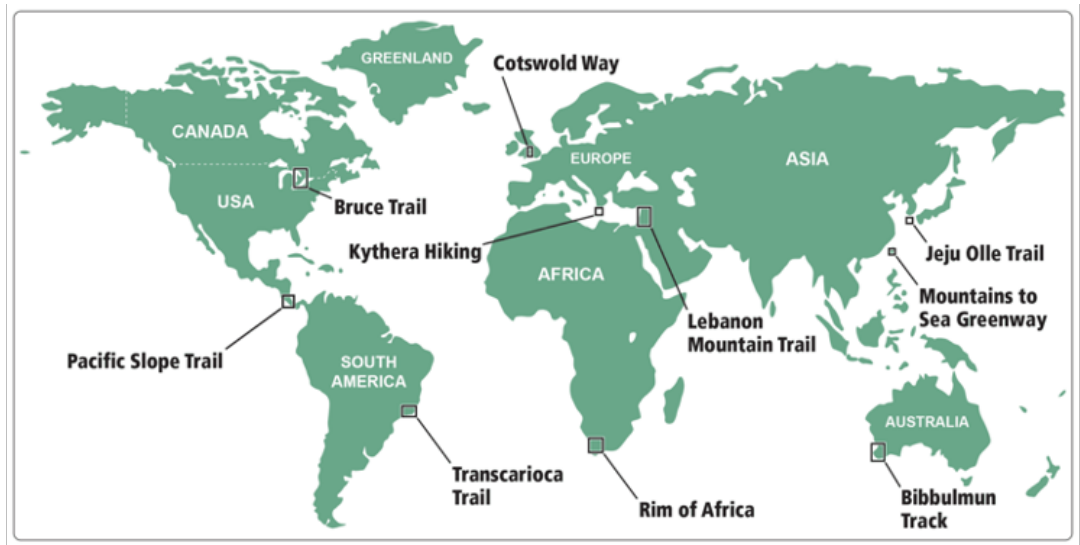 GREENLAND
Cotswold Way
CANADA
EUROPE
ASIA
USA
Bruce Trail
Kythera Hiking
Jeju Olle Trail
AFRICA
Mountains to
Sea Greenway
Lebanon
Mountain Trail
Pacific Slope Trail
SOUTH
AMERICA
AUSTRALIA
Transcarioca
Trail
Rim of Africa
Bibbulmun
Track